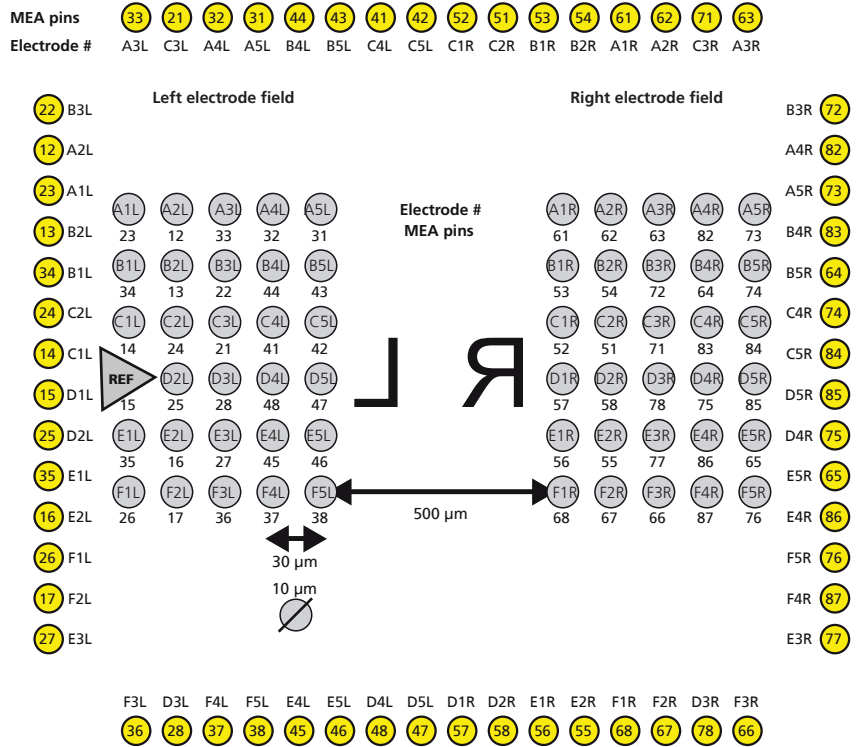 MEA pins 33 21 32 31 44 43 41 42 52 51 53 54 61 62 71 63
Electrode # A3L C3L A4L A5L B4L B5L C4L C5L C1R C2R B1R B2R A1R A2R C3R A3R
Left electrode field Right electrode field
22 B3L B3R 72
12 A2L A4R 82
23 A1L A5R 73
A1L A2L A3L A4L A5L Electrode # A1R A2R A3R A4R A5R
23 12 33 32 31 MEA pins 61 62 63 82 73
13 B2L B4R 83
34 B1L B1L B2L B3L B4L B5L B1R B2R B3R B4R B5R B5R 64
34 13 22 44 43 53 54 72 64 74
24 C2L C4R 74
C1L C2L C3L C4L C5L C1R C2R C3R C4R C5R
14 24 21 41 42 52 51 71 83 84
14 C1L C5R 84
L R
REF D2L D3L D4L D5L D1R D2R D3R D4R D5R
15 D1L D5R 85
15 25 28 48 47 57 58 78 75 85
25 D2L E1L E2L E3L E4L E5L E1R E2R E3R E4R E5R D4R 75
35 16 27 45 46 56 55 77 86 65
35 E1L E5R 65
F1L F2L F3L F4L F5L F1R F2R F3R F4R F5R
26 17 36 37 38 500 µm 68 67 66 87 76
16 E2L E4R 86
26 F1L 30 µm F5R 76
10 µm
17 F2L F4R 87
27 E3L E3R 77
F3L D3L F4L F5L E4L E5L D4L D5L D1R D2R E1R E2R F1R F2R D3R F3R
36 28 37 38 45 46 48 47 57 58 56 55 68 67 78 66